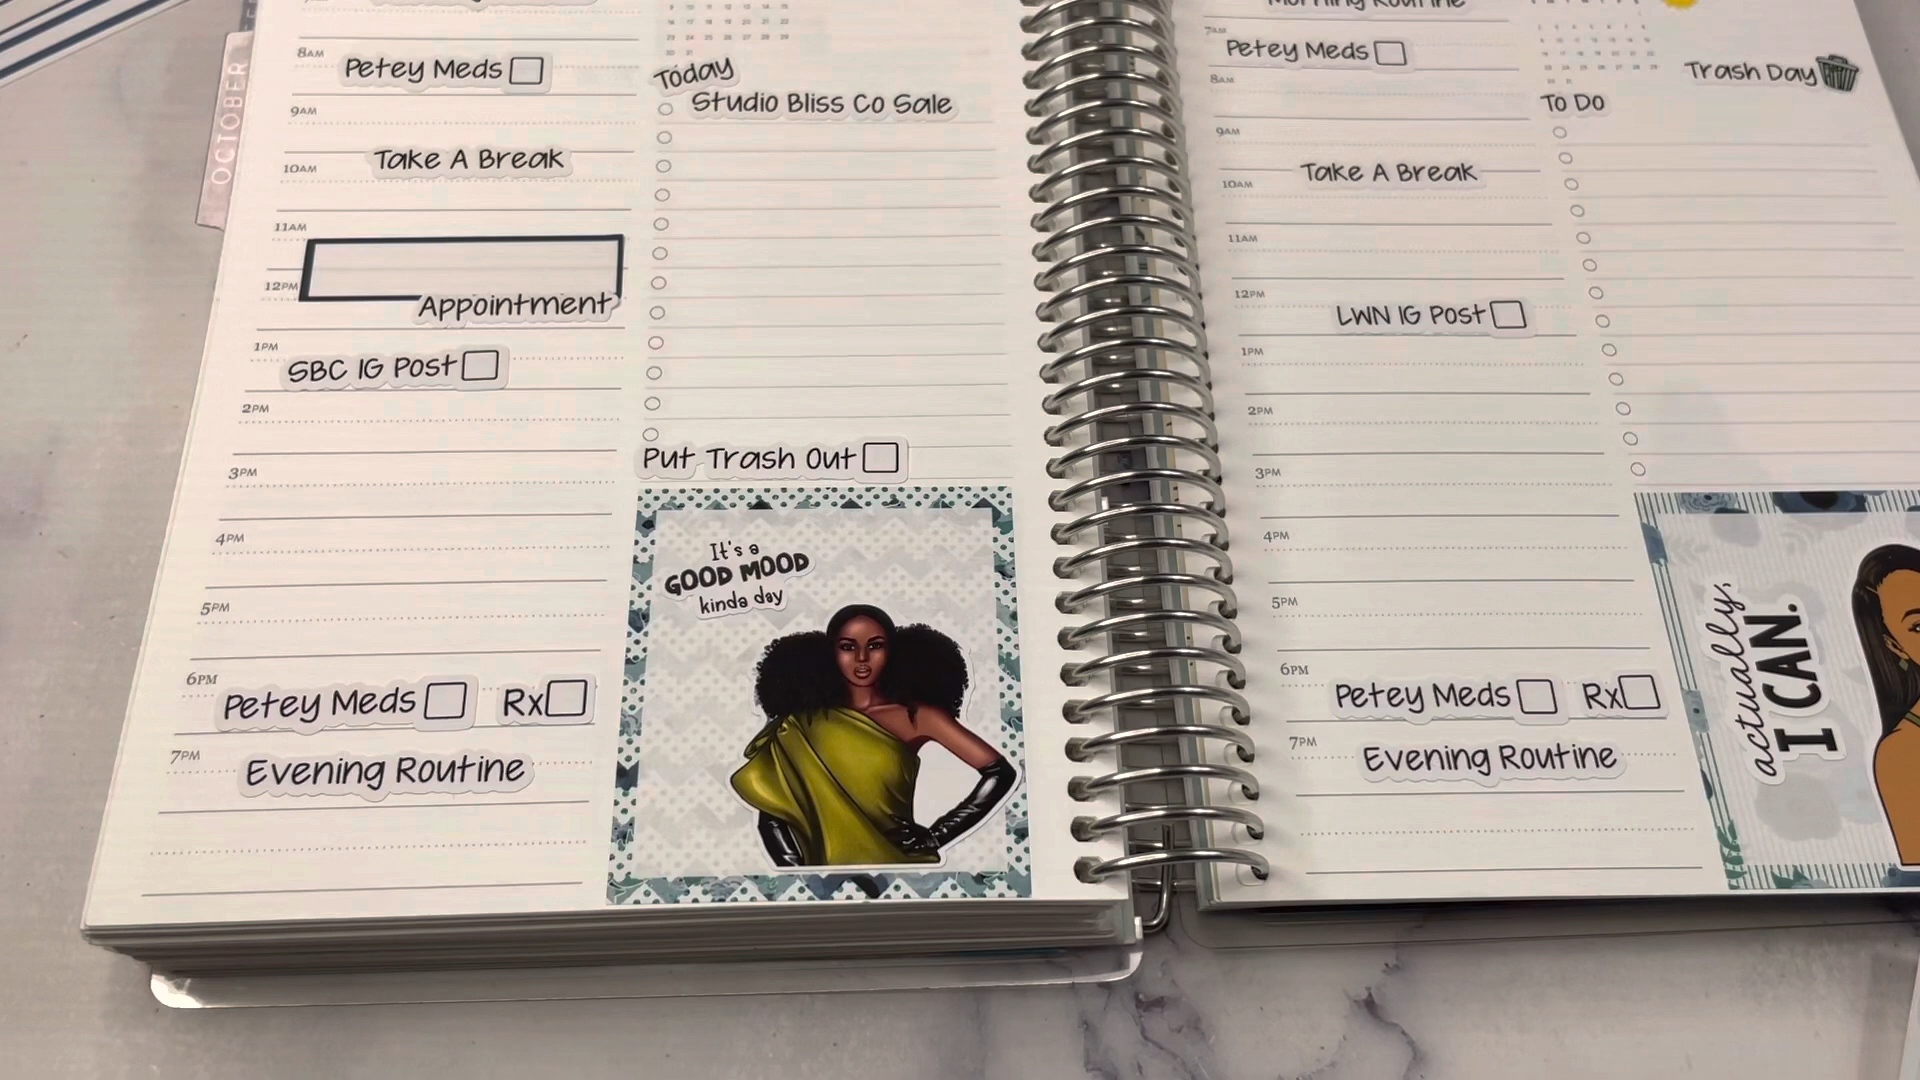 8AM
Petey Meds
9AM
Take A Break
10AM
11AM
12PM
Appointment
1PM
SBC IG Post
2PM
3PM
4PM
5PM
6PM
Petey Meds
Rx
7PM
Evening Routine
OCTOBER
Today
Studio Bliss Co Sale
Put Trash Out
It's a
GOOD MOOD
kinda day
Morning Routine
7AM
Petey Meds
8AM
9AM
Take A Break
10AM
11AM
12PM
LWN IG Post
1PM
2PM
3PM
4PM
5PM
6PM
Petey Meds
Rx
7PM
Evening Routine
Trash Day
To Do
actually,
I CAN.